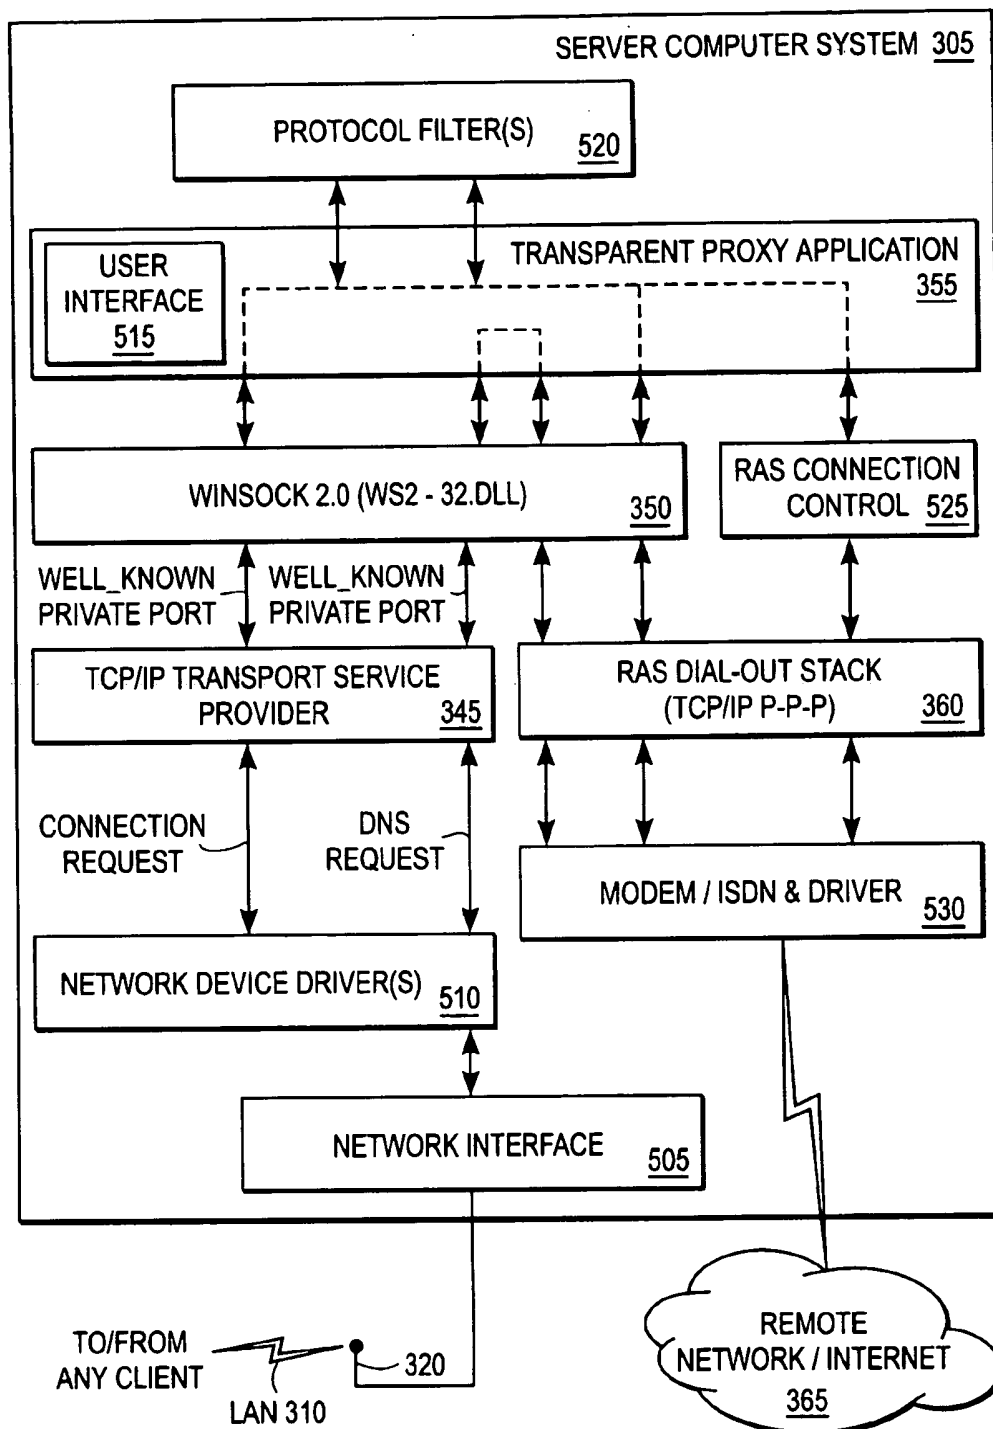 SERVER COMPUTER SYSTEM 305
PROTOCOL FILTER(S)
520
USER
INTERFACE
515
TRANSPARENT PROXY APPLICATION
355
WINSOCK 2.0 (WS2 - 32.DLL)
350
RAS CONNECTION
CONTROL 525
WELL_KNOWN
PRIVATE PORT
WELL_KNOWN
PRIVATE PORT
TCP/IP TRANSPORT SERVICE
PROVIDER 345
RAS DIAL-OUT STACK
(TCP/IP P-P-P) 360
CONNECTION
REQUEST
DNS
REQUEST
MODEM / ISDN & DRIVER
530
NETWORK DEVICE DRIVER(S)
510
NETWORK INTERFACE
505
TO/FROM
ANY CLIENT
320
LAN 310
REMOTE
NETWORK / INTERNET
365